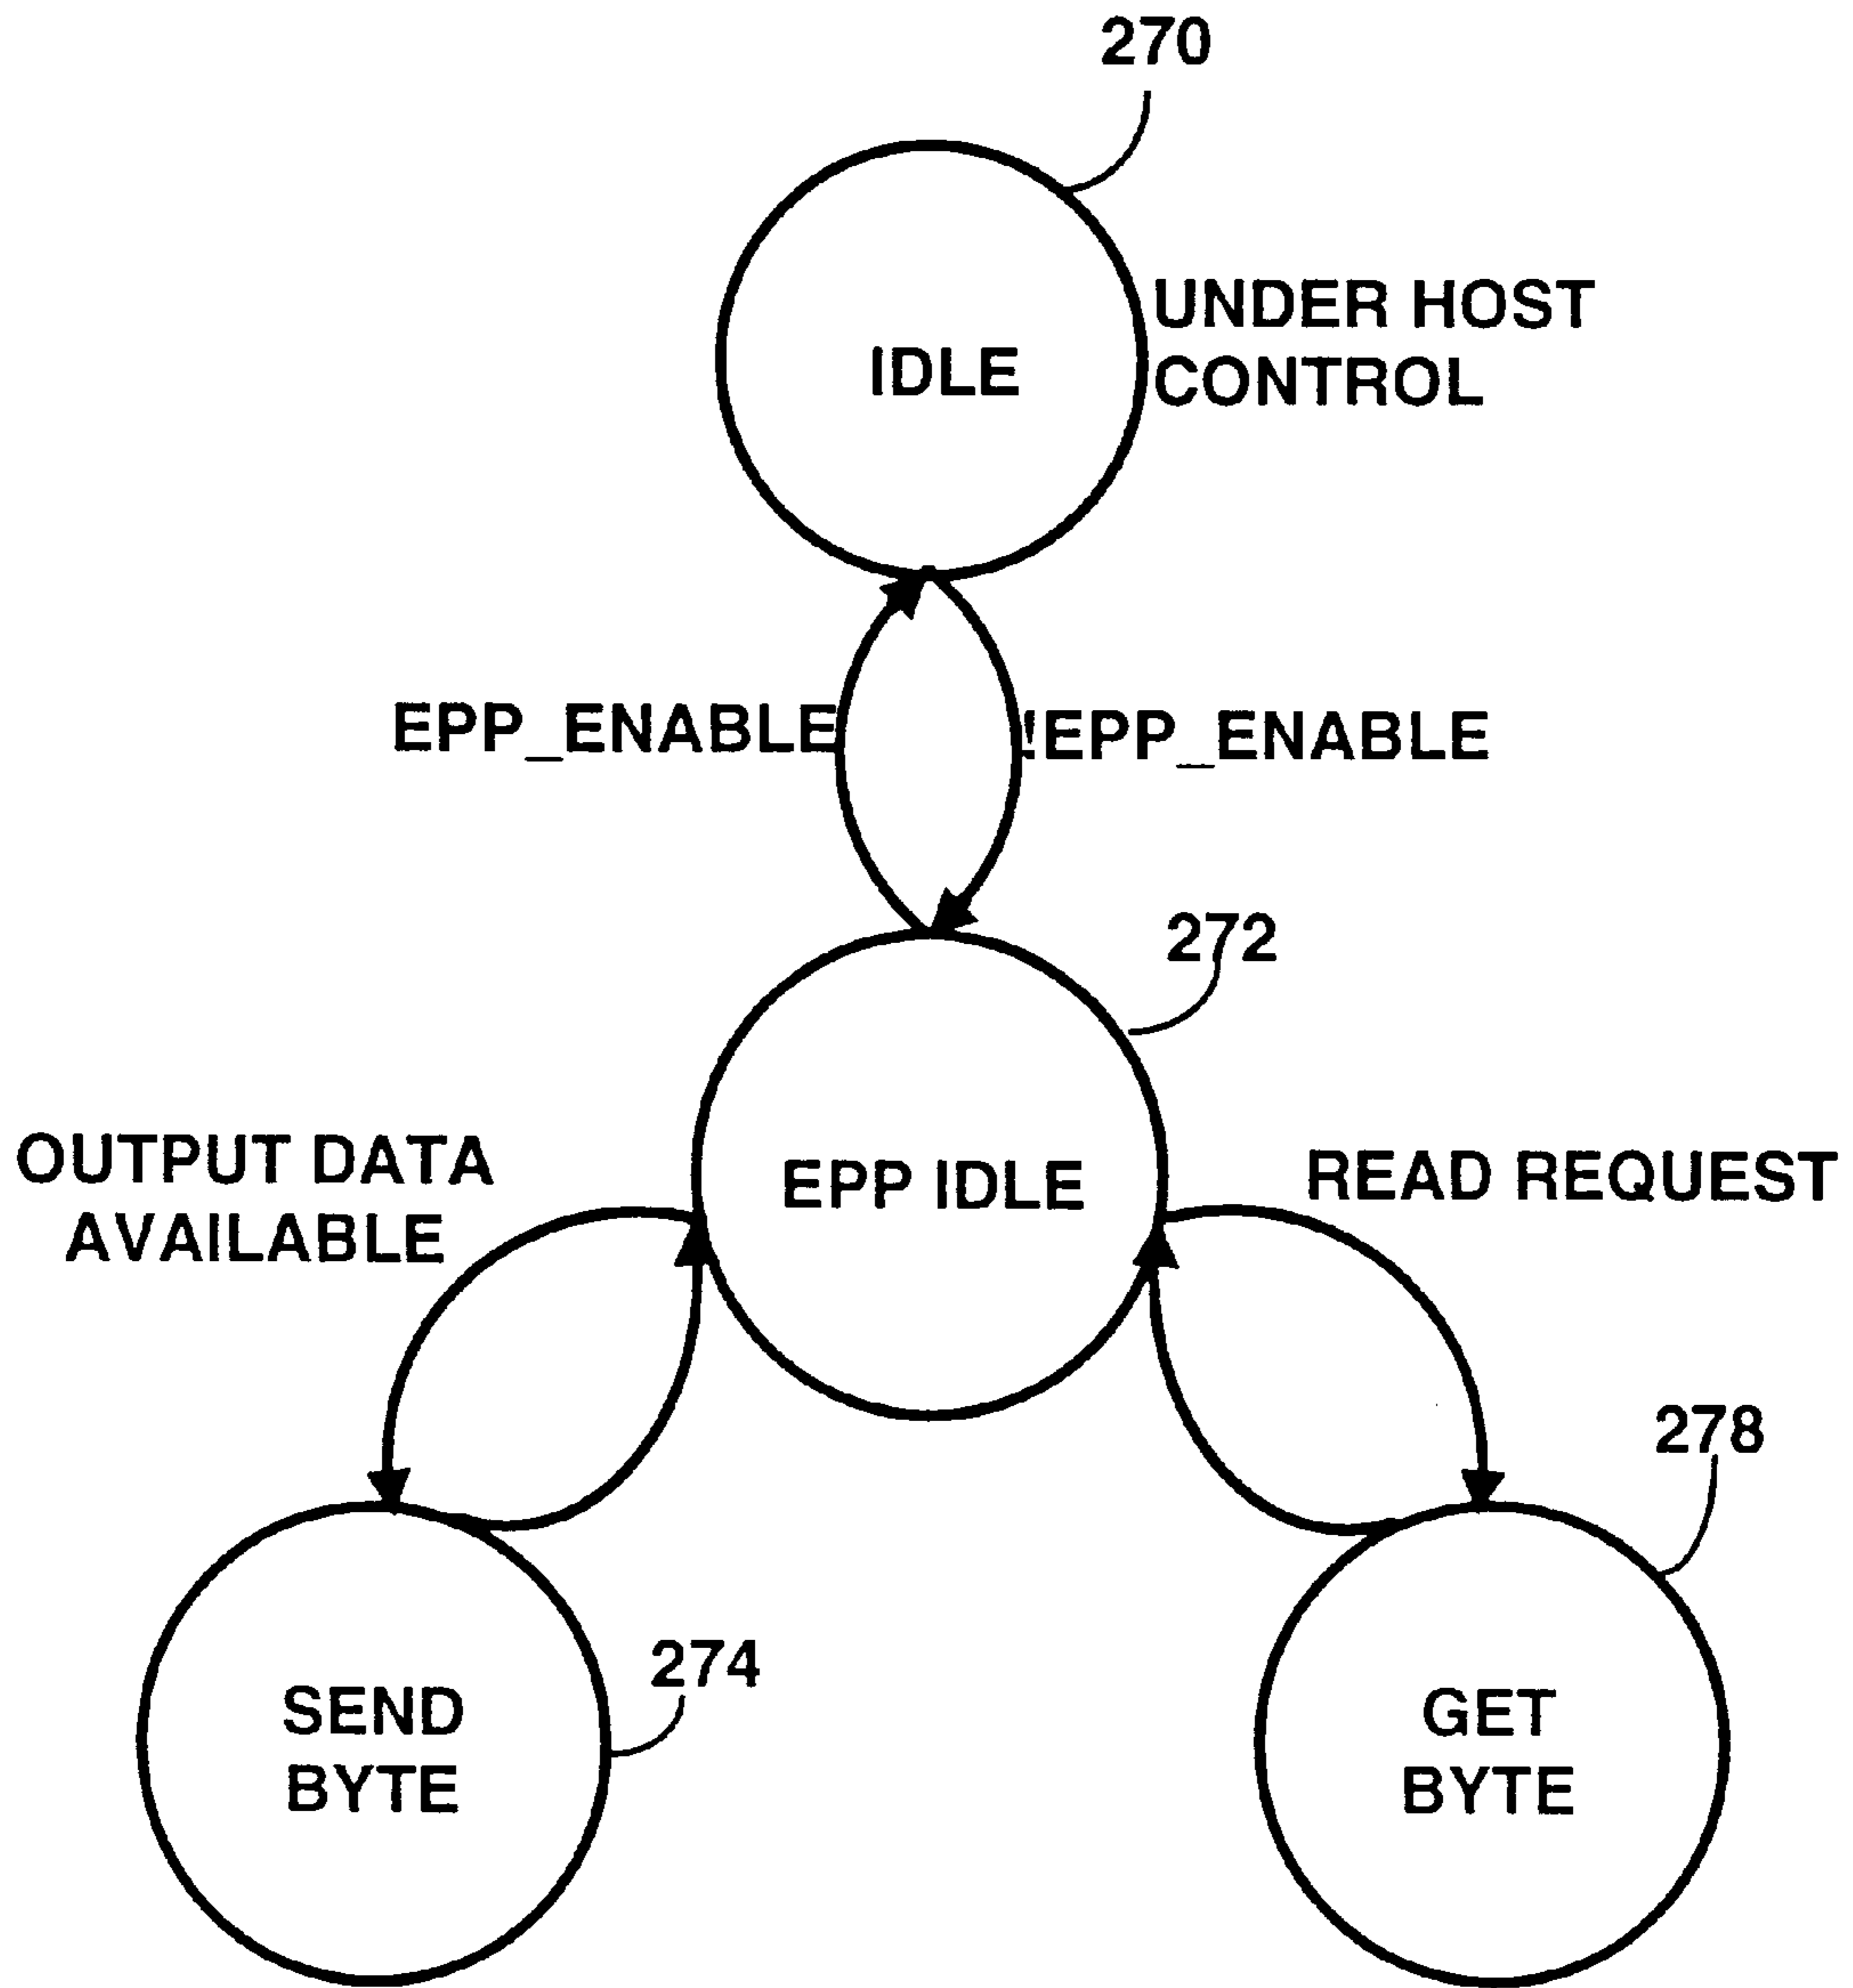 270
IDLE
UNDER HOST
CONTROL
EPP_ENABLE
!EPP_ENABLE
272
EPP IDLE
OUTPUT DATA
AVAILABLE
READ REQUEST
278
274
SEND
BYTE
GET
BYTE